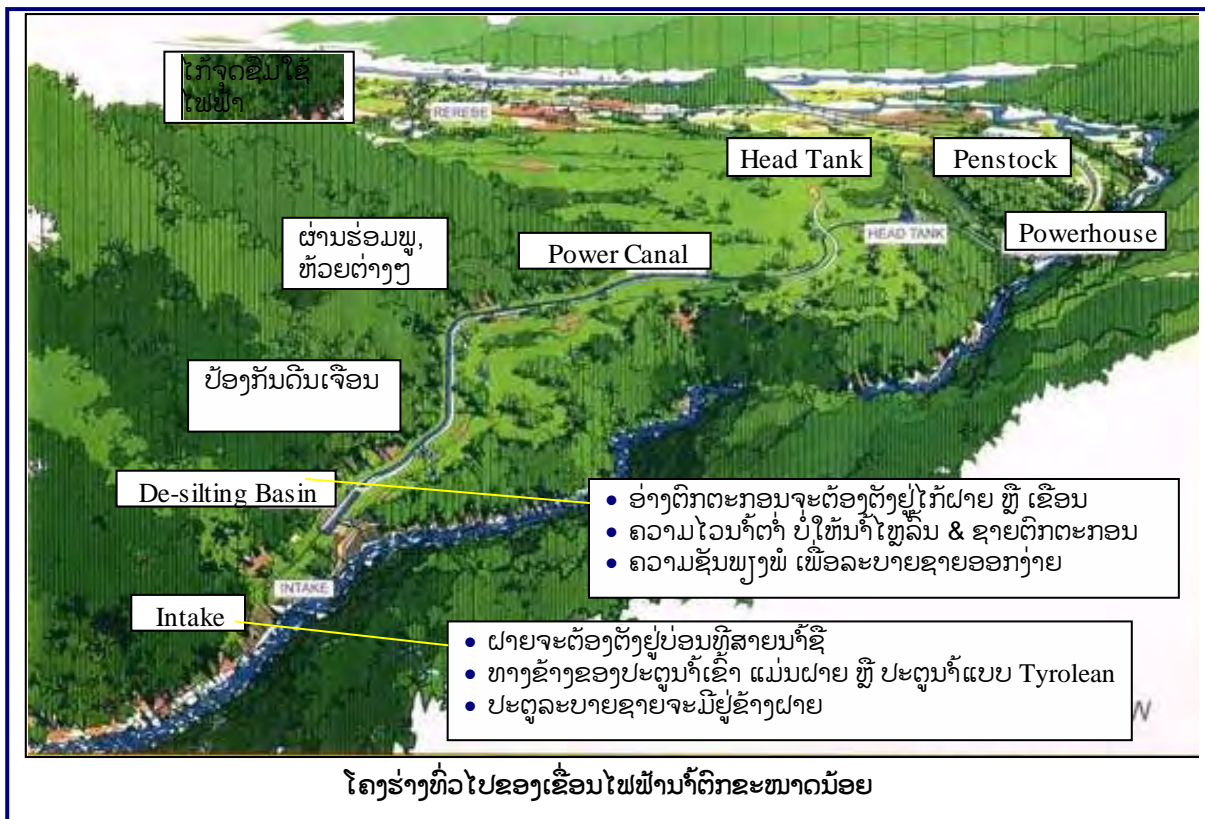 ໄກ້ຈຸດຊົມໃຊ້
ໄຟຟ້າ
REREBE
Head Tank
Penstock
ຜ່ານຮ່ອມພູ,
ຫ້ວຍຕ່າງໆ
Power Canal
HEAD TANK
Powerhouse
ປ້ອງກັນດິນເຈື່ອນ
De-silting Basin
• ອ່າງຕົກຕະກອນຈະຕ້ອງຕັ້ງຢູ່ໄກ້ຝາຍ ຫຼື ເຂື່ອນ
• ຄວາມໄວນ້ຳຕ່ຳ ບໍ່ໃຫ້ນ້ຳໄຫຼລົ້ນ & ຊາຍຕົກຕະກອນ
• ຄວາມຊັນພຽງພໍ ເພື່ອລະບາຍຊາຍອອກງ່າຍ
INTAKE
Intake
• ຝາຍຈະຕ້ອງຕັ້ງຢູ່ບ່ອນທີ່ສາຍນ້ຳຊື່
• ທາງຂ້າງຂອງປະຕູນ້ຳເຂົ້າ ແມ່ນຝາຍ ຫຼື ປະຕູນ້ຳແບບ Tyrolean
• ປະຕູລະບາຍຊາຍຈະມີຢູ່ຂ້າງຝາຍ
W
ໂຄງຮ່າງທົ່ວໄປຂອງເຂື່ອນໄຟຟ້ານ້ຳຕົກຂະໜາດນ້ອຍ